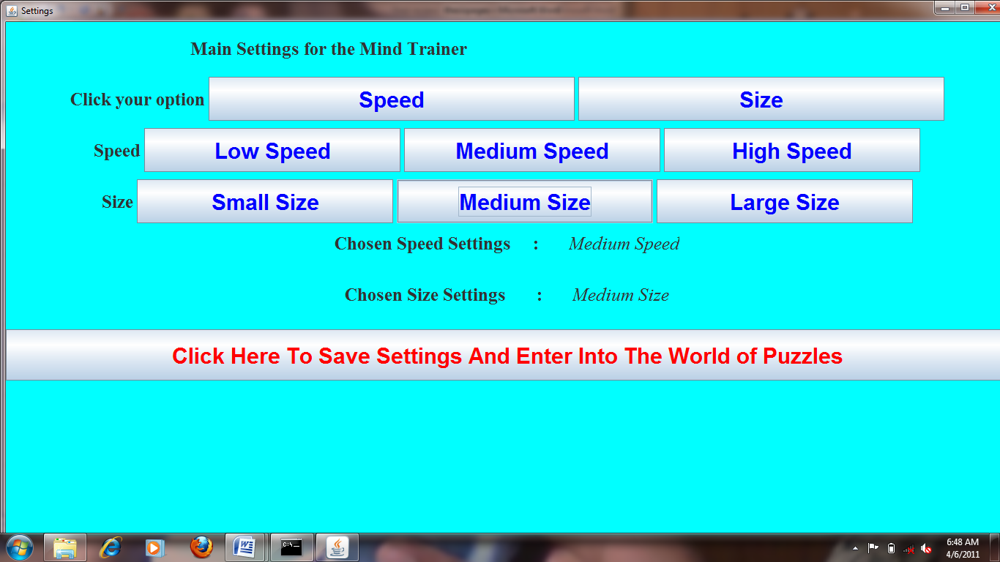 Settings
Main Settings for the Mind Trainer
Click your option Speed Size
Speed Low Speed Medium Speed High Speed
Size Small Size Medium Size Large Size
Chosen Speed Settings : Medium Speed
Chosen Size Settings : Medium Size
Click Here To Save Settings And Enter Into The World of Puzzles
6:48 AM
4/6/2011